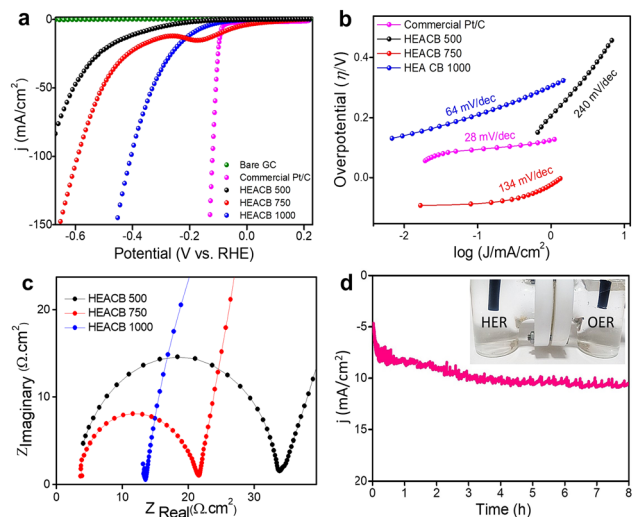 a
j (mA/cm²)
0
-50
-100
-150
-0.6
-0.4
-0.2
0.0
0.2
Potential (V vs. RHE)
Bare GC
Commercial Pt/C
HEACB 500
HEACB 750
HEACB 1000
b
Overpotential (η/V)
0.4
0.2
0.0
-2
-1
0
1
log (J/mA/cm²)
Commercial Pt/C
HEACB 500
HEACB 750
HEA CB 1000
64 mV/dec
28 mV/dec
134 mV/dec
240 mV/dec
c
ZImaginary (Ω.cm²)
20
10
0
0
10
20
30
Z Real(Ω.cm²)
HEACB 500
HEACB 750
HEACB 1000
d
j (mA/cm²)
0
-5
10
15
20
0
1
2
3
4
5
6
7
8
Time (h)
HER
OER